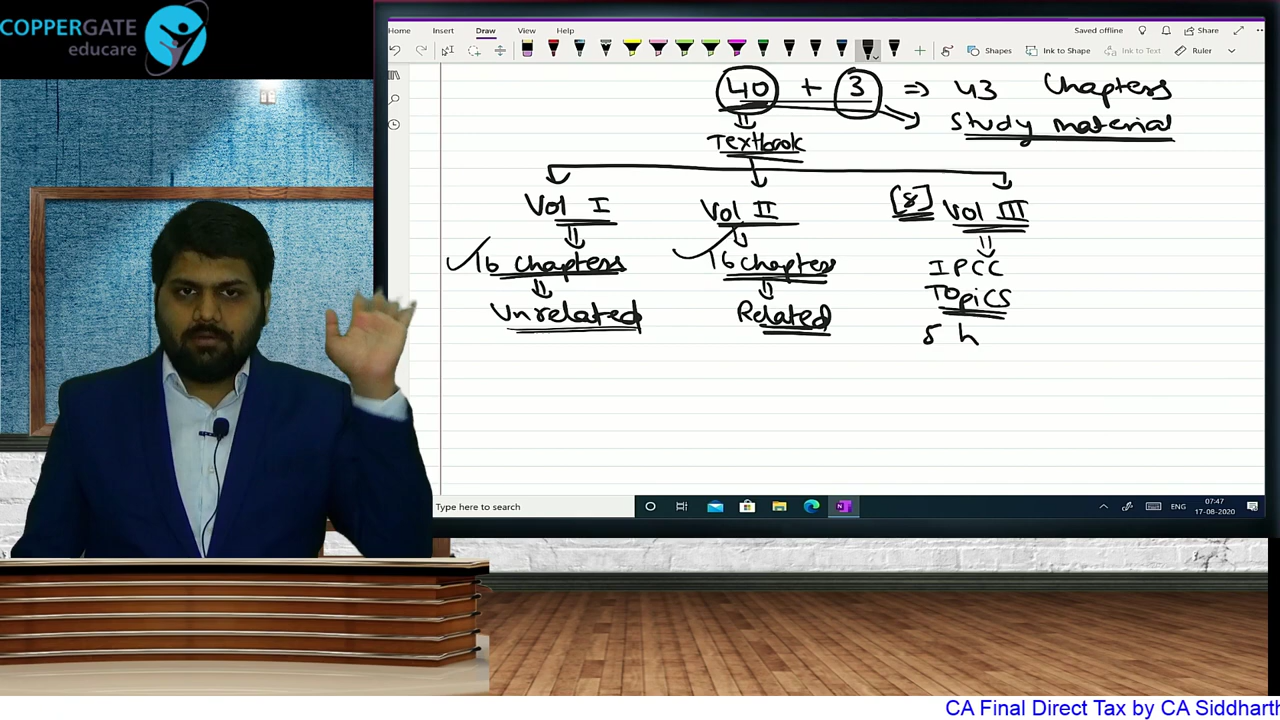 COPPERGATE
educare
Home Insert Draw View Help
Saved offline
Share
Shapes
Ink to Shape
Ink to Text
Ruler
40 + 3 => 43 Chapters
Study material
Textbook
Vol I
Vol II
[8] Vol III
16 chapters
16 chapters
IPCC
Topics
Unrelated
Related
5 h
Type here to search
ENG
07:47
17-08-2020
CA Final Direct Tax by CA Siddharth